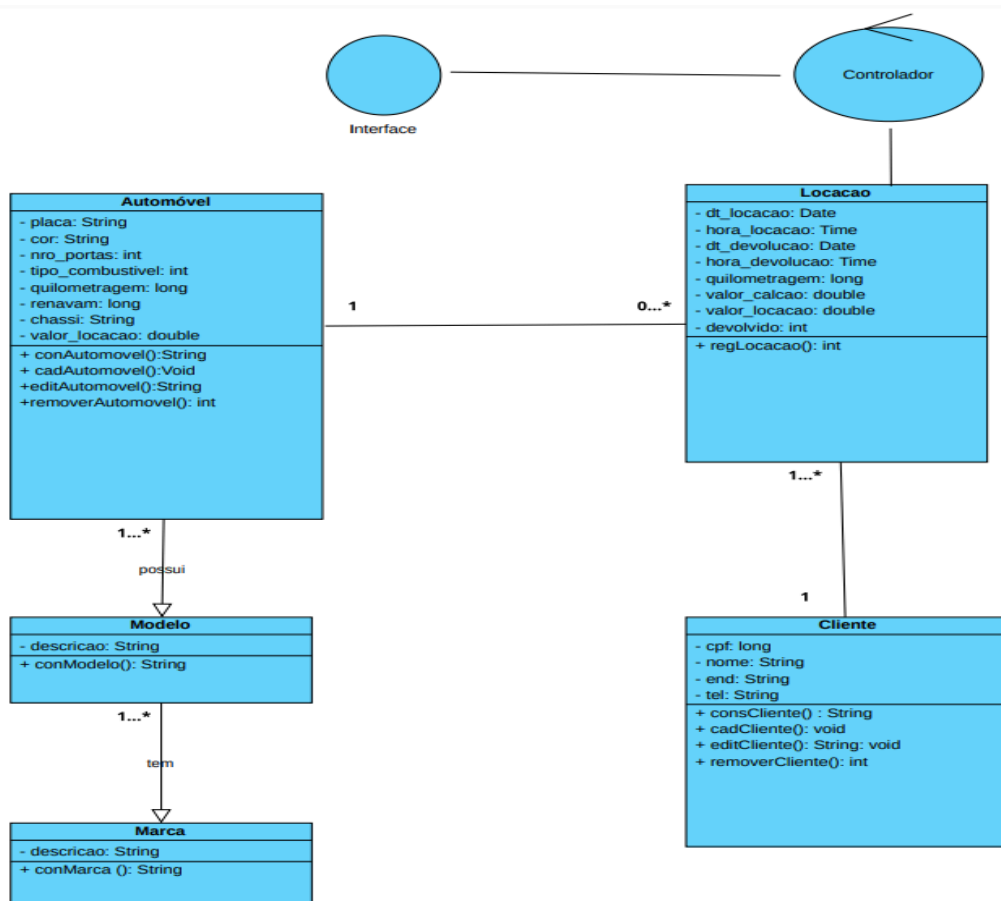 Controlador
Interface
Automóvel
- placa: String
- cor: String
- nro_portas: int
- tipo_combustivel: int
- quilometragem: long
- renavam: long
- chassi: String
- valor_locacao: double
+ conAutomovel():String
+ cadAutomovel():Void
+editAutomovel():String
+removerAutomovel(): int
1
0...*
Locacao
- dt_locacao: Date
- hora_locacao: Time
- dt_devolucao: Date
- hora_devolucao: Time
- quilometragem: long
- valor_calcao: double
- valor_locacao: double
- devolvido: int
+ regLocacao(): int
1...*
possui
Modelo
- descricao: String
+ conModelo(): String
1...*
tem
Marca
- descricao: String
+ conMarca (): String
1...*
1
Cliente
- cpf: long
- nome: String
- end: String
- tel: String
+ consCliente() : String
+ cadCliente(): void
+ editCliente(): String: void
+ removerCliente(): int